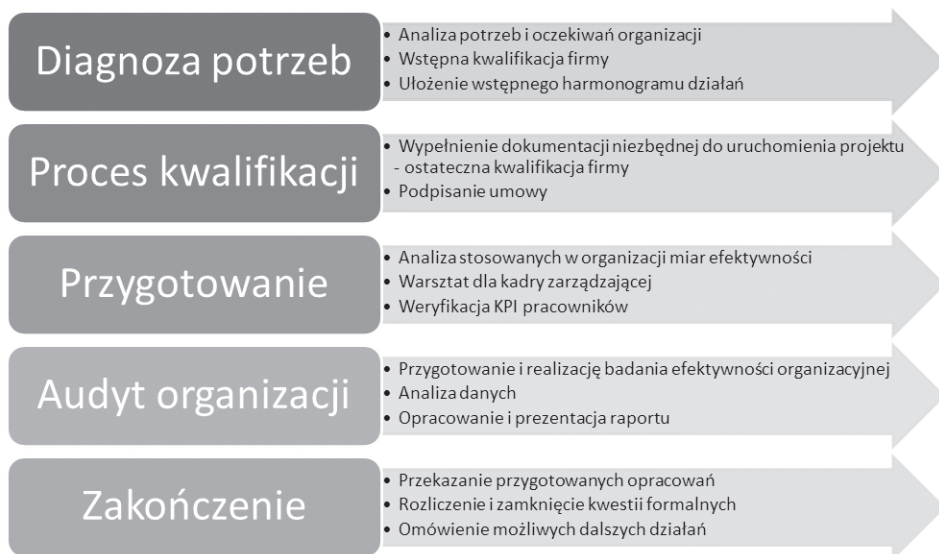 Diagnoza potrzeb
• Analiza potrzeb i oczekiwań organizacji
• Wstępna kwalifikacja firmy
• Ułożenie wstępnego harmonogramu działań
Proces kwalifikacji
• Wypełnienie dokumentacji niezbędnej do uruchomienia projektu
- ostateczna kwalifikacja firmy
• Podpisanie umowy
Przygotowanie
• Analiza stosowanych w organizacji miar efektywności
• Warsztat dla kadry zarządzającej
• Weryfikacja KPI pracowników
Audyt organizacji
• Przygotowanie i realizację badania efektywności organizacyjnej
• Analiza danych
• Opracowanie i prezentacja raportu
Zakończenie
• Przekazanie przygotowanych opracowań
• Rozliczenie i zamknięcie kwestii formalnych
• Omówienie możliwych dalszych działań